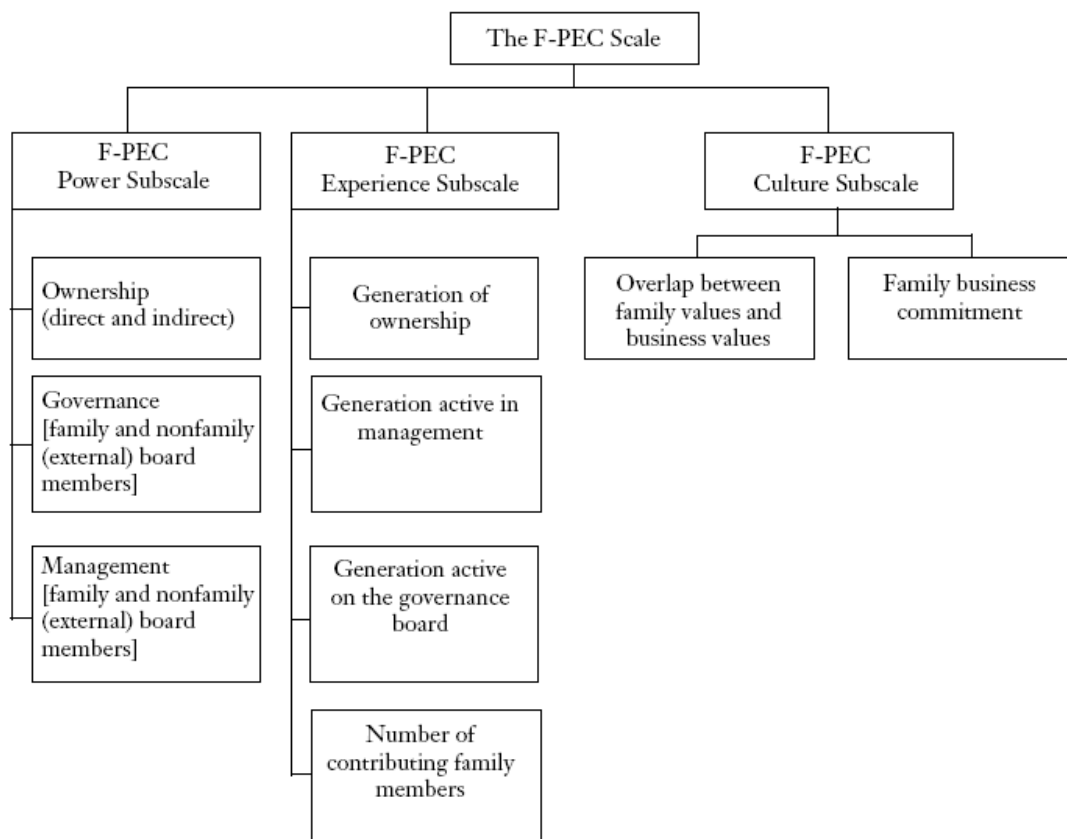 The F-PEC Scale
F-PEC
Power Subscale
F-PEC
Experience Subscale
F-PEC
Culture Subscale
Ownership
(direct and indirect)
Governance
[family and nonfamily
(external) board
members]
Management
[family and nonfamily
(external) board
members]
Generation of
ownership
Generation active in
management
Generation active
on the governance
board
Number of
contributing family
members
Overlap between
family values and
business values
Family business
commitment